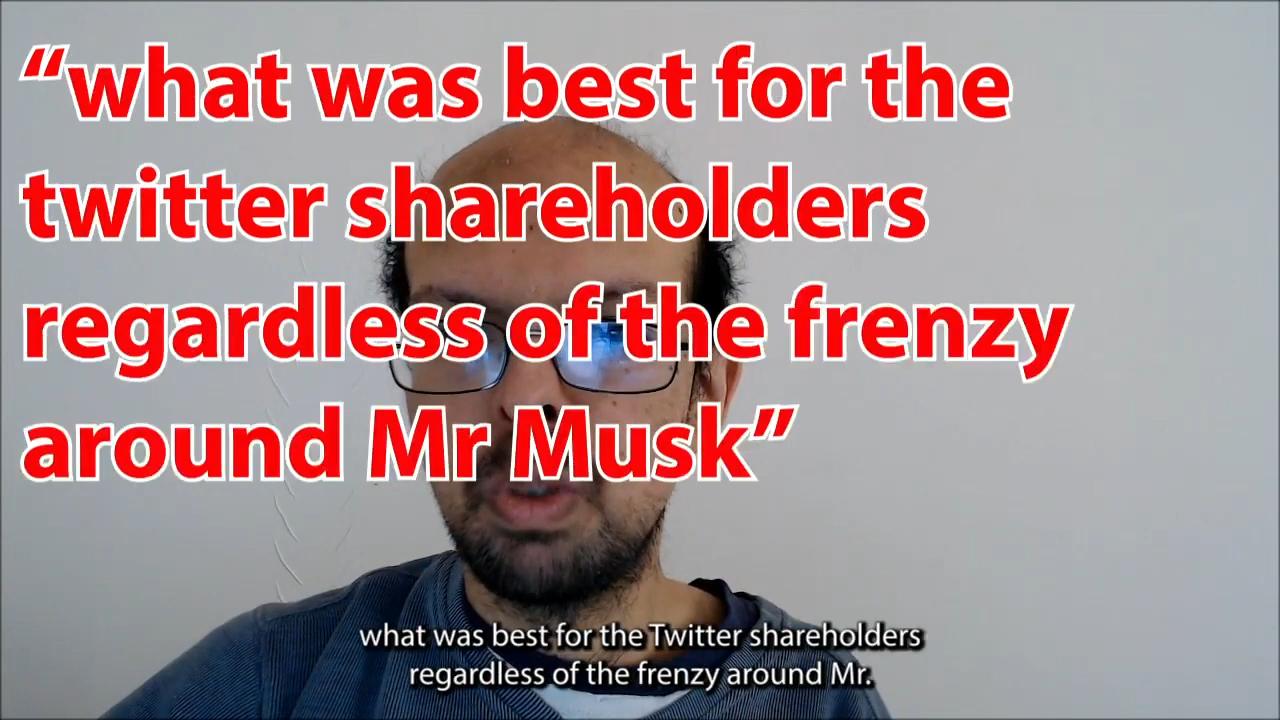 “what was best for the
twitter shareholders
regardless of the frenzy
around Mr Musk”
what was best for the Twitter shareholders
regardless of the frenzy around Mr.